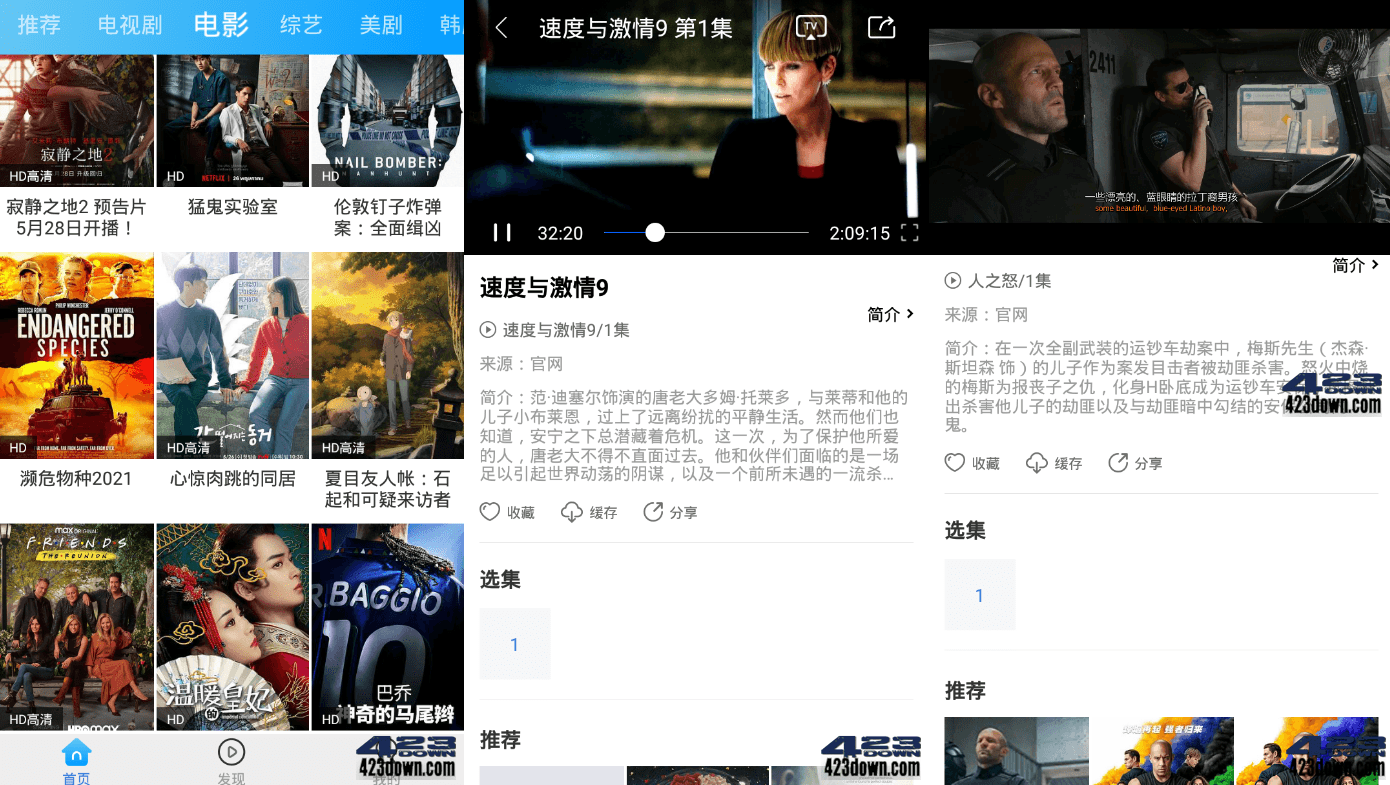 推荐 电视剧 电影 综艺 美剧 韩
寂静之地2
HD高清
寂静之地2 预告片
5月28日开播！
NETFLIX
HD
猛鬼实验室
NAIL BOMBER:
MANHUNT
HD
伦敦钉子炸弹
案：全面缉凶
REBECCA ROMIJN
PHILIP WINCHESTER
JERRY O'CONNELL
ENDANGERED
SPECIES
HD
濒危物种2021
HD高清
心惊肉跳的同居
HD高清
夏目友人帐：石
起和可疑来访者
max ORIGINAL
FRIENDS
THE REUNION
HBOMAX
HD高清
温暖的皇妃
HD
N
R.BAGGIO
10
巴乔
神奇的马尾辫
HD
首页
发现
我的
423DOWN
423down.com
速度与激情9 第1集
TV
32:20
2:09:15
速度与激情9
简介
速度与激情9/1集
来源：官网
简介：范·迪塞尔饰演的唐老大多姆·托莱多，与莱蒂和他的
儿子小布莱恩，过上了远离纷扰的平静生活。然而他们也
知道，安宁之下总潜藏着危机。这一次，为了保护他所爱
的人，唐老大不得不直面过去。他和伙伴们面临的是一场
足以引起世界动荡的阴谋，以及一个前所未遇的一流杀...
收藏
缓存
分享
选集
1
推荐
423DOWN
423down.com
2411
一些漂亮的、蓝眼睛的拉丁裔男孩
some beautiful, blue-eyed Latino boy,
简介
人之怒/1集
来源：官网
简介：在一次全副武装的运钞车劫案中，梅斯先生（杰森·
斯坦森 饰）的儿子作为案发目击者被劫匪杀害。怒火中烧
的梅斯为报丧子之仇，化身H卧底成为运钞车安
出杀害他儿子的劫匪以及与劫匪暗中勾结的安
鬼。
423DOWN
423down.com
收藏
缓存
分享
选集
1
推荐
423DOWN
423down.com